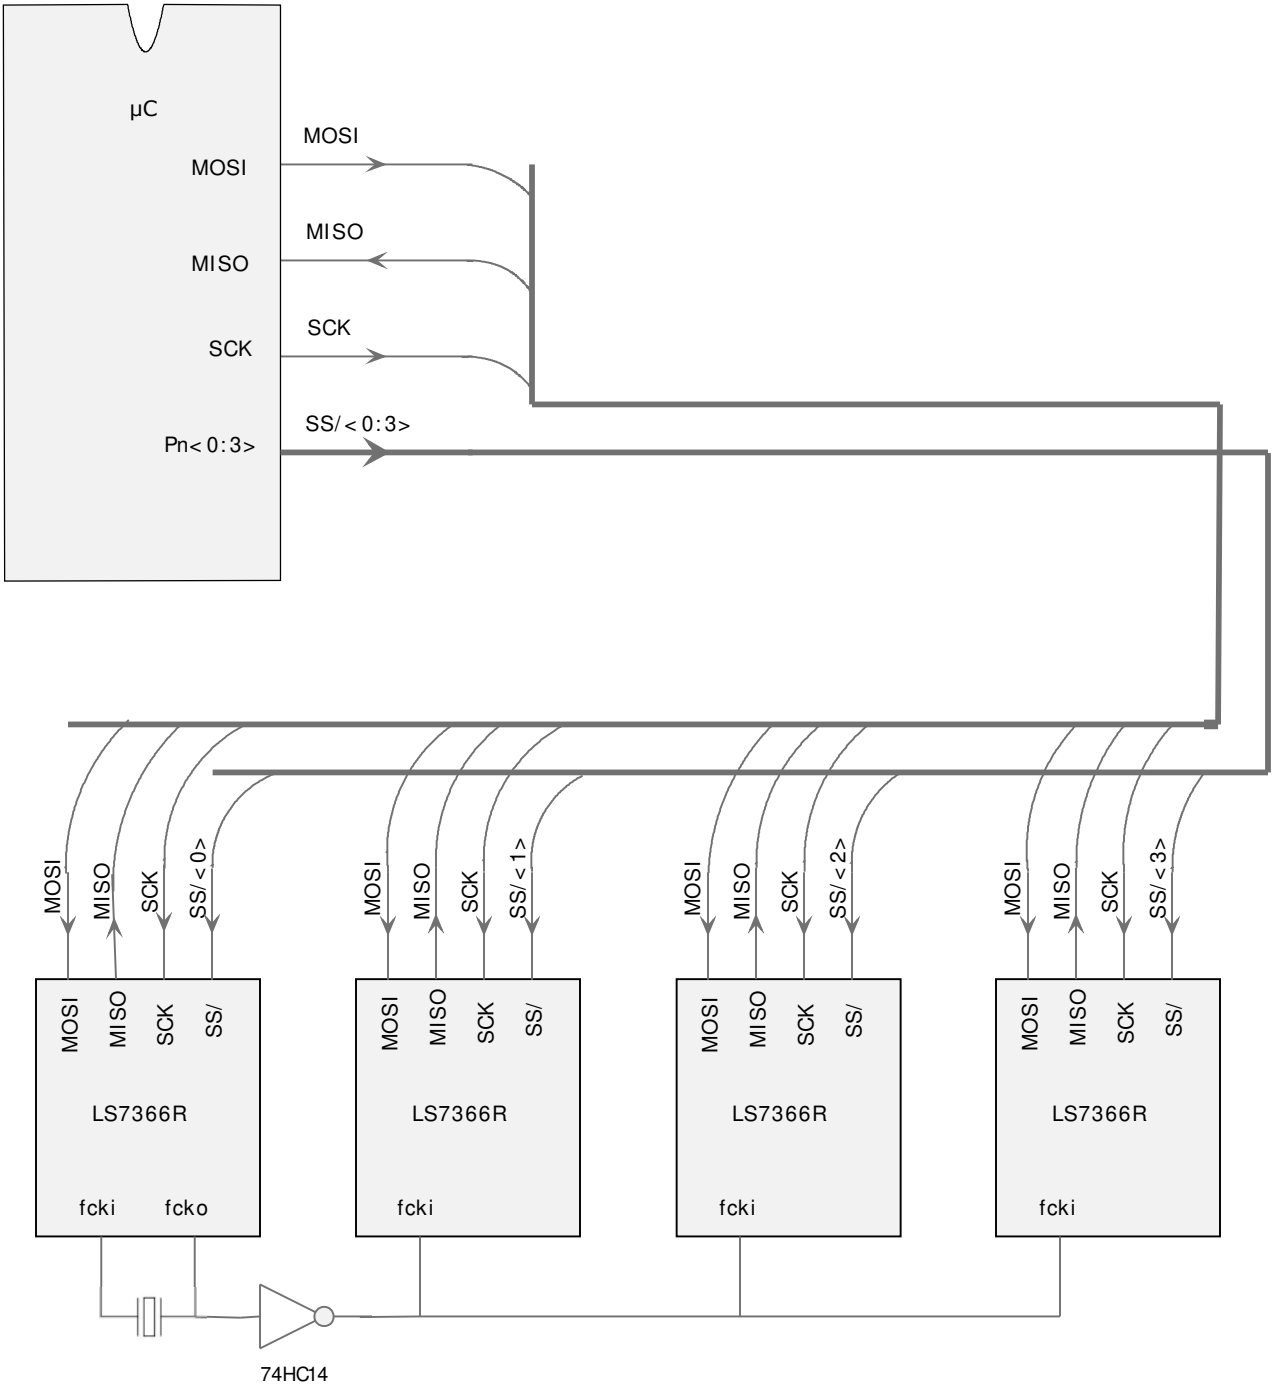 µC
MOSI
MOSI
MISO
MISO
SCK
SCK
SS/<0:3>
Pn<0:3>
MOSI
MISO
SCK
SS/<0>
MOSI
MISO
SCK
SS/<1>
MOSI
MISO
SCK
SS/<2>
MOSI
MISO
SCK
SS/<3>
MOSI
MISO
SCK
SS/
MOSI
MISO
SCK
SS/
MOSI
MISO
SCK
SS/
MOSI
MISO
SCK
SS/
LS7366R
LS7366R
LS7366R
LS7366R
fcki
fcko
fcki
fcki
fcki
74HC14